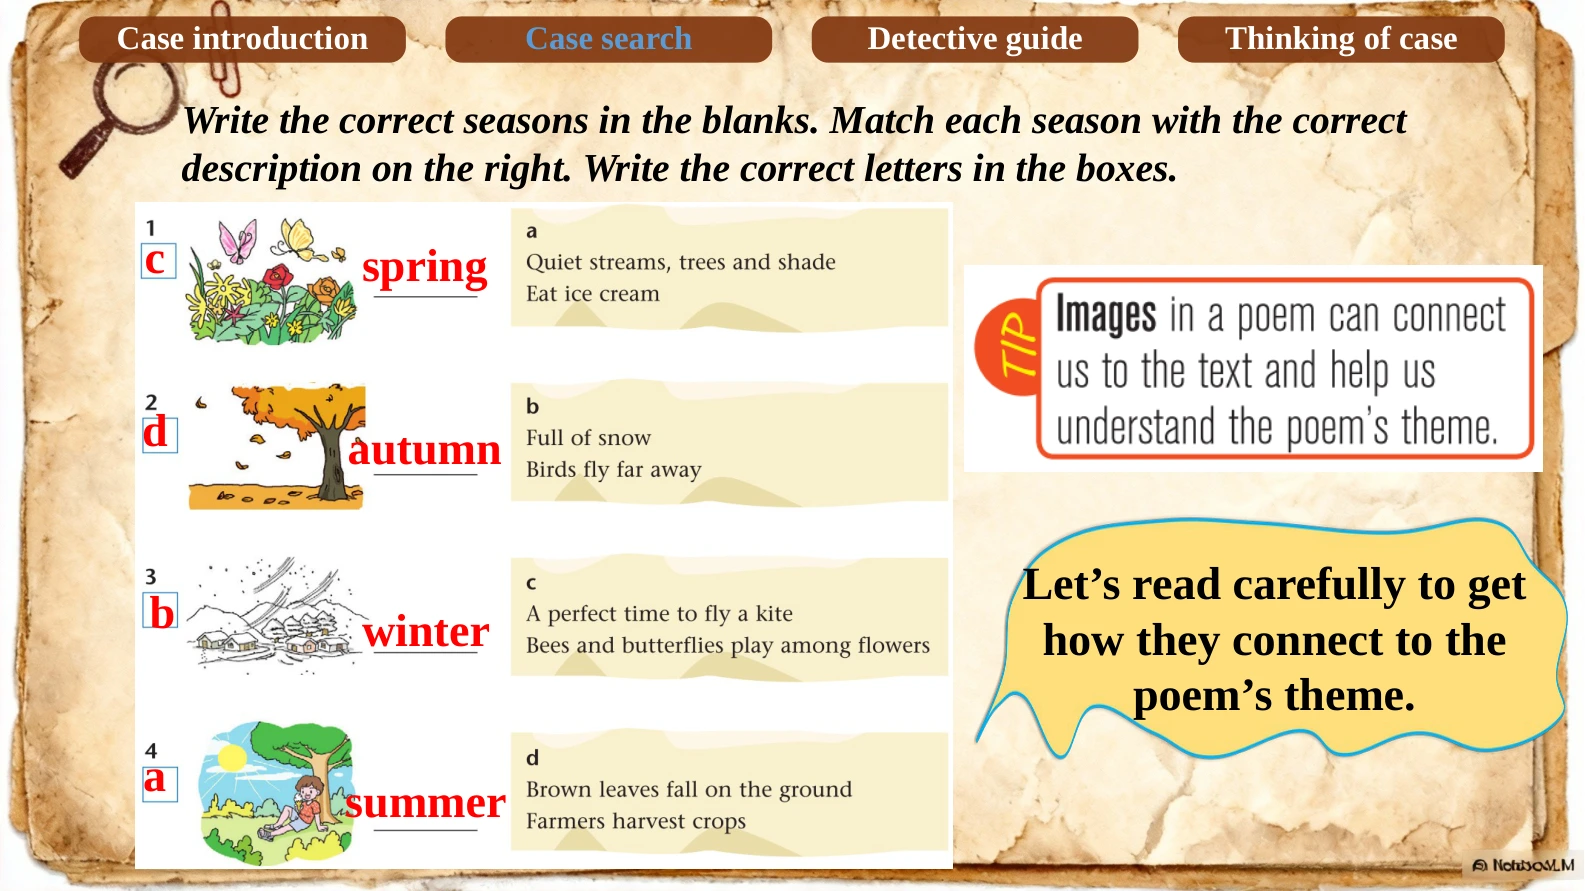 Case introduction
Case search
Detective guide
Thinking of case
Write the correct seasons in the blanks. Match each season with the correct
description on the right. Write the correct letters in the boxes.
1
c
spring
a
Quiet streams, trees and shade
Eat ice cream
2
d
autumn
b
Full of snow
Birds fly far away
3
b
winter
c
A perfect time to fly a kite
Bees and butterflies play among flowers
4
a
summer
d
Brown leaves fall on the ground
Farmers harvest crops
TIP
Images in a poem can connect
us to the text and help us
understand the poem's theme.
Let's read carefully to get
how they connect to the
poem's theme.